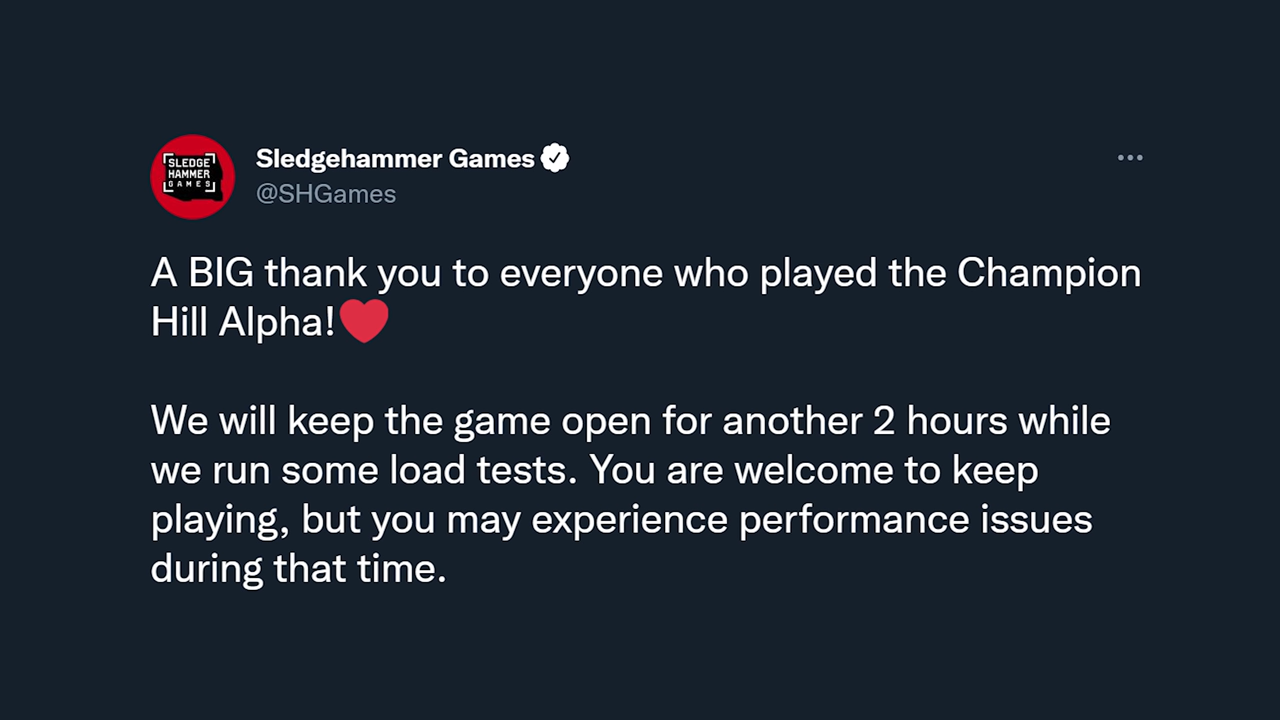 SLEDGE
HAMMER
GAMES
Sledgehammer Games
@SHGames
A BIG thank you to everyone who played the Champion
Hill Alpha!❤️
We will keep the game open for another 2 hours while
we run some load tests. You are welcome to keep
playing, but you may experience performance issues
during that time.